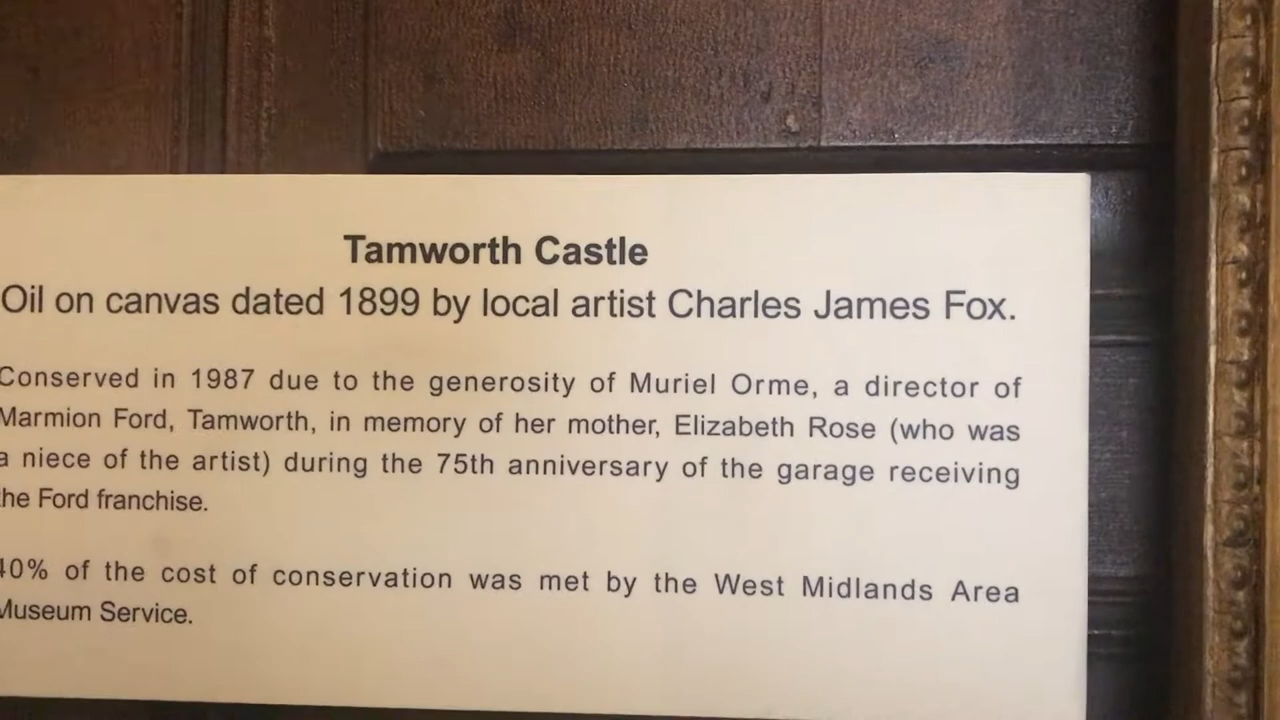 Tamworth Castle
Oil on canvas dated 1899 by local artist Charles James Fox.
Conserved in 1987 due to the generosity of Muriel Orme, a director of
Marmion Ford, Tamworth, in memory of her mother, Elizabeth Rose (who was
a niece of the artist) during the 75th anniversary of the garage receiving
the Ford franchise.
40% of the cost of conservation was met by the West Midlands Area
Museum Service.